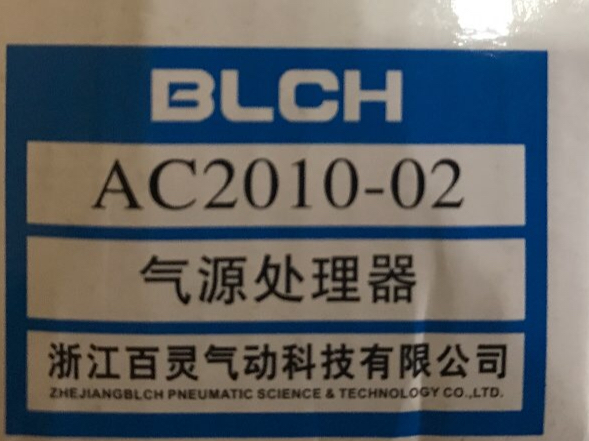 BLCH
AC2010-02
气源处理器
浙江百灵气动科技有限公司
ZHEJIANGBLCH PNEUMATIC SCIENCE & TECHNOLOGY CO.,LTD.